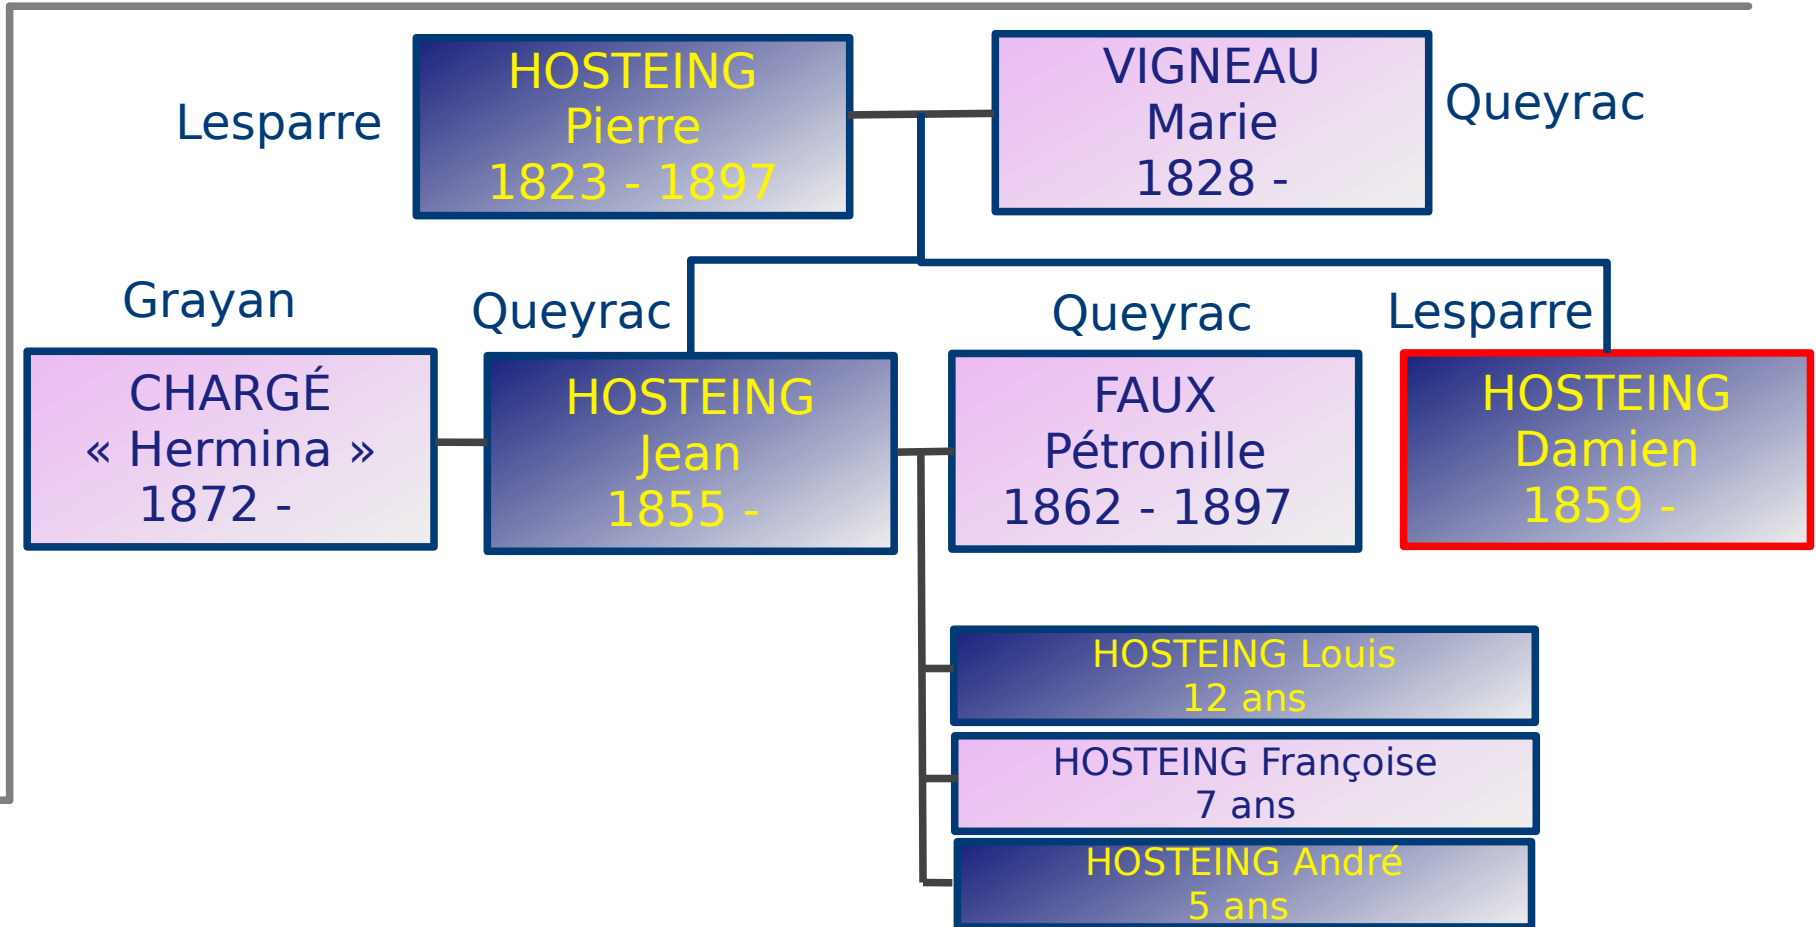 Lesparre
HOSTEING
Pierre
1823 - 1897
VIGNEAU
Marie
1828 -
Queyrac
Grayan
CHARGÉ
« Hermina »
1872 -
Queyrac
HOSTEING
Jean
1855 -
Queyrac
FAUX
Pétronille
1862 - 1897
Lesparre
HOSTEING
Damien
1859 -
HOSTEING Louis
12 ans
HOSTEING Françoise
7 ans
HOSTEING André
5 ans